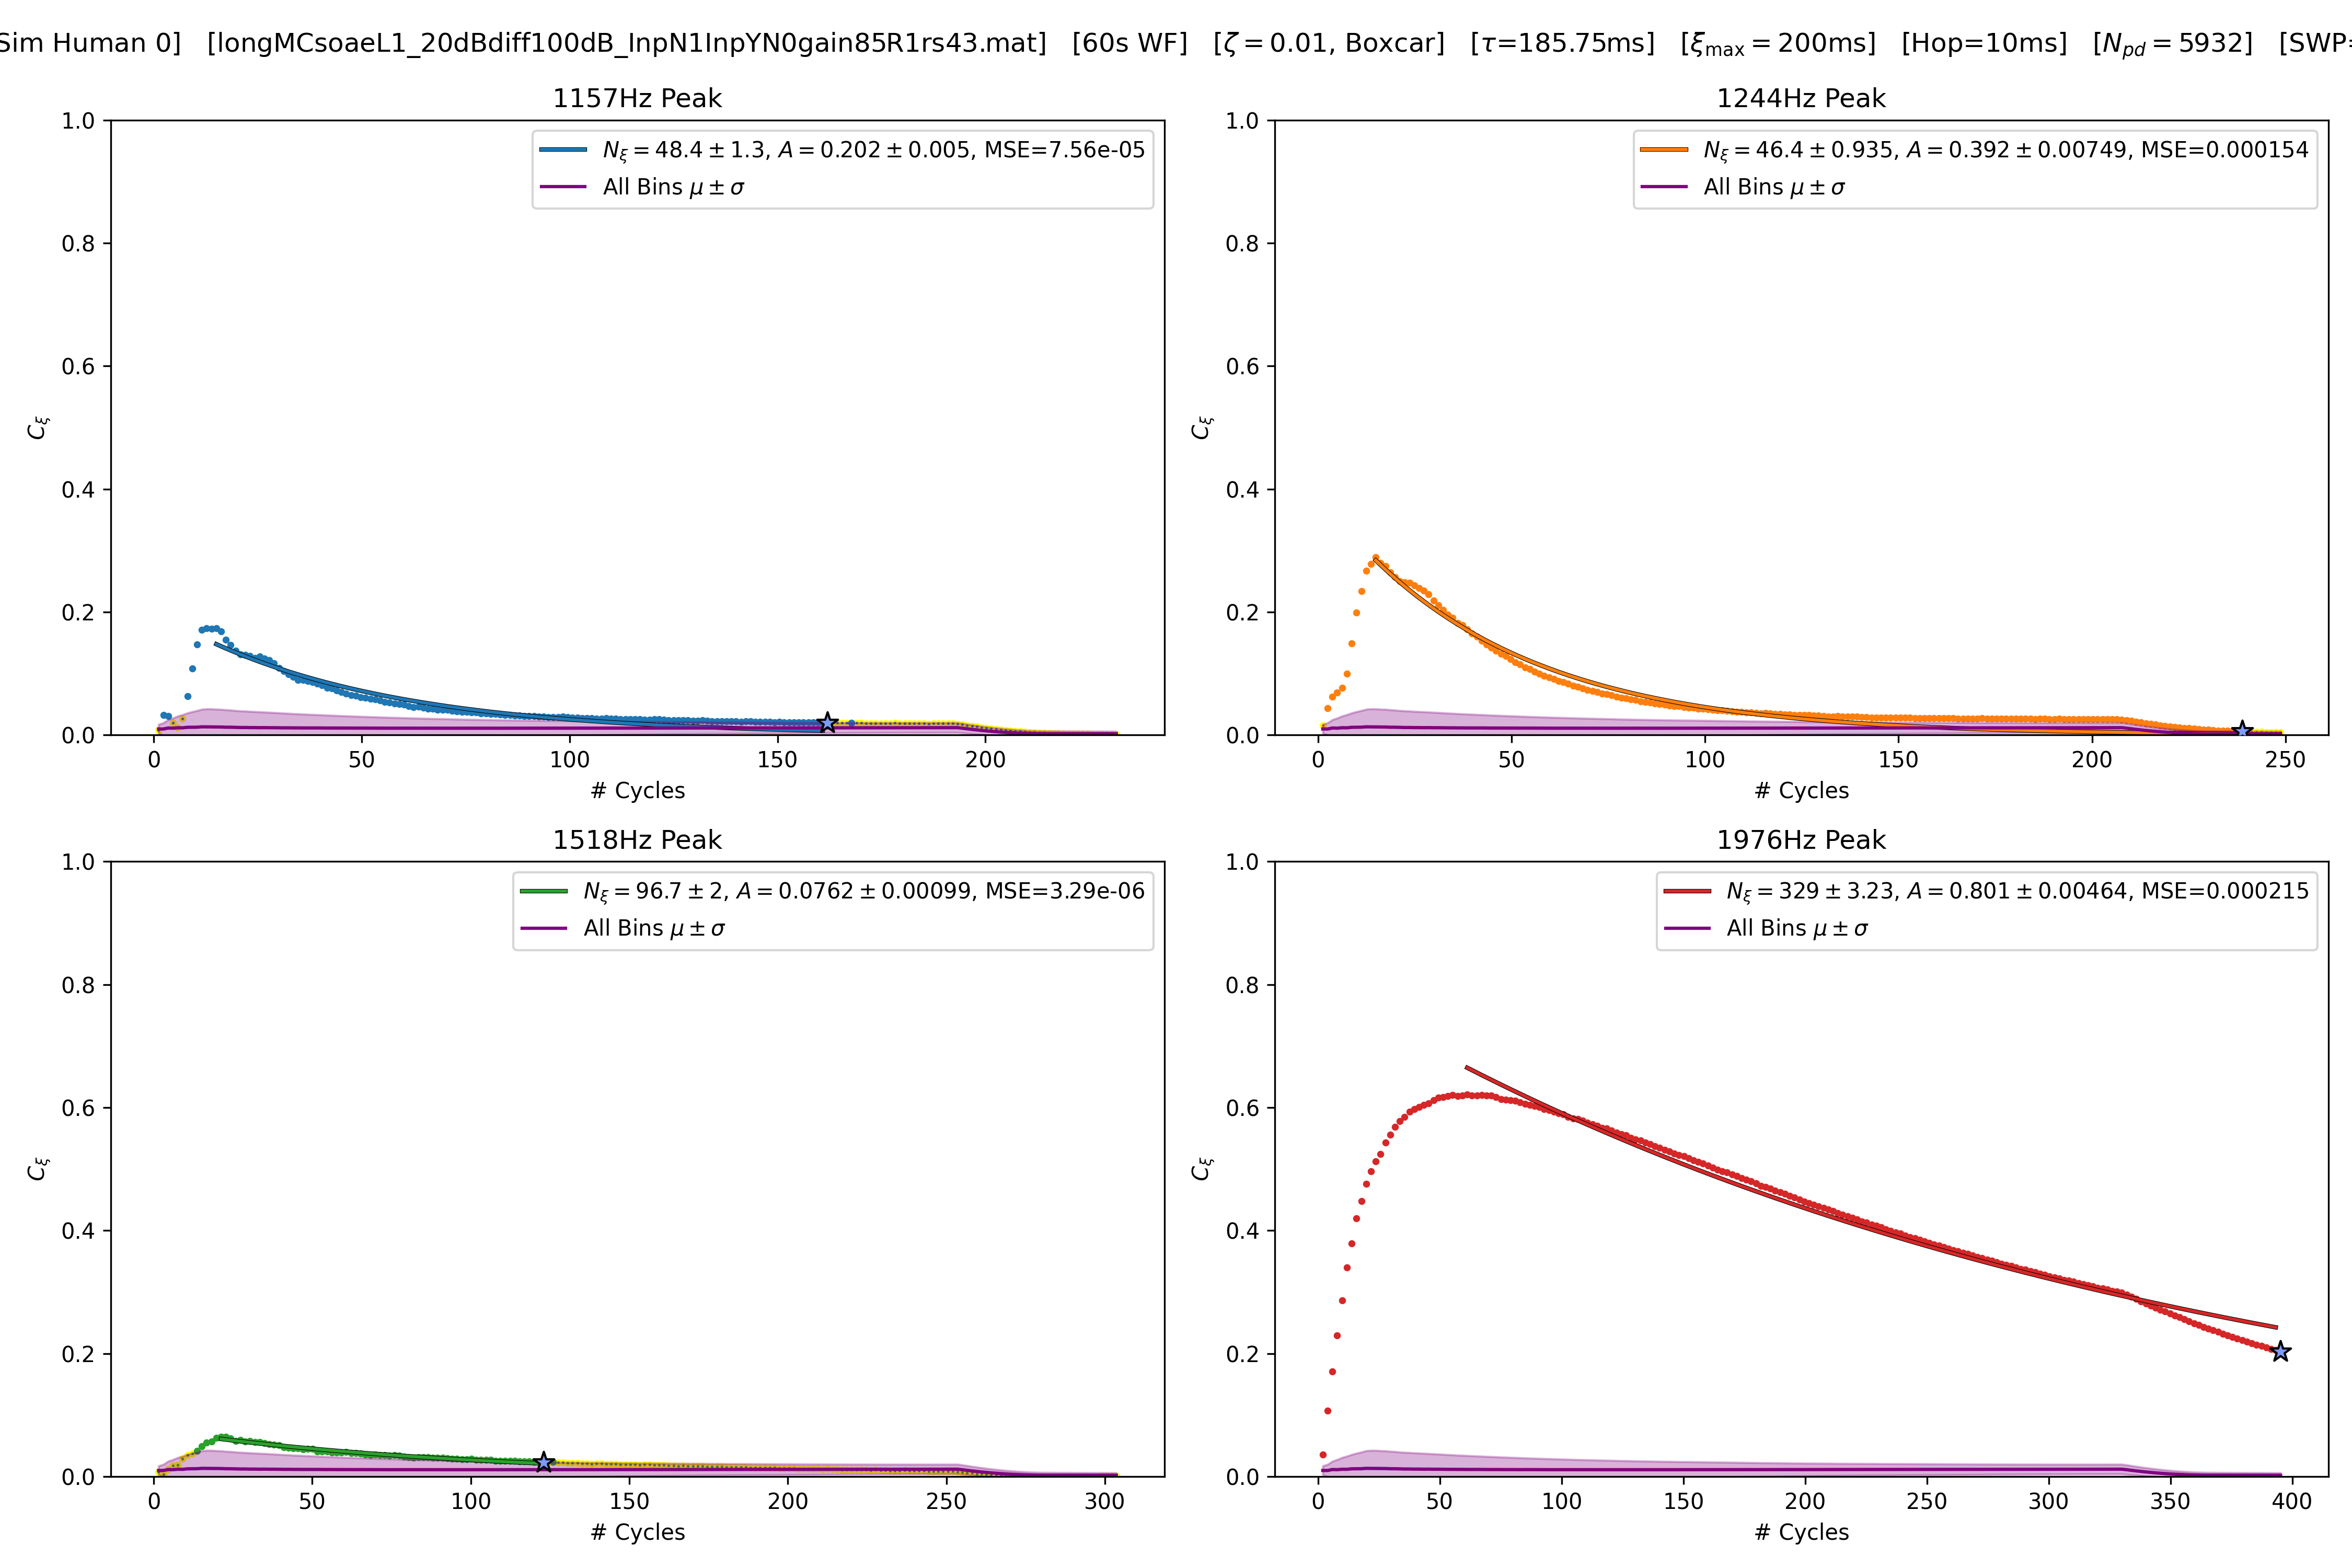 Sim Human 0] [longMCsoaeL1_20dBdiff100dB_InpN1InpYN0gain85R1rs43.mat] [60s WF] [ζ = 0.01, Boxcar] [τ=185.75ms] [ξmax = 200ms] [Hop=10ms] [Npd = 5932] [SWP=
1157Hz Peak
1.0
0.8
0.6
0.4
0.2
0.0
Cξ
Nξ = 48.4 ± 1.3, A = 0.202 ± 0.005, MSE=7.56e-05
All Bins μ ± σ
0 50 100 150 200
# Cycles
1244Hz Peak
1.0
0.8
0.6
0.4
0.2
0.0
Cξ
Nξ = 46.4 ± 0.935, A = 0.392 ± 0.00749, MSE=0.000154
All Bins μ ± σ
0 50 100 150 200 250
# Cycles
1518Hz Peak
1.0
0.8
0.6
0.4
0.2
0.0
Cξ
Nξ = 96.7 ± 2, A = 0.0762 ± 0.00099, MSE=3.29e-06
All Bins μ ± σ
0 50 100 150 200 250 300
# Cycles
1976Hz Peak
1.0
0.8
0.6
0.4
0.2
0.0
Cξ
Nξ = 329 ± 3.23, A = 0.801 ± 0.00464, MSE=0.000215
All Bins μ ± σ
0 50 100 150 200 250 300 350 400
# Cycles